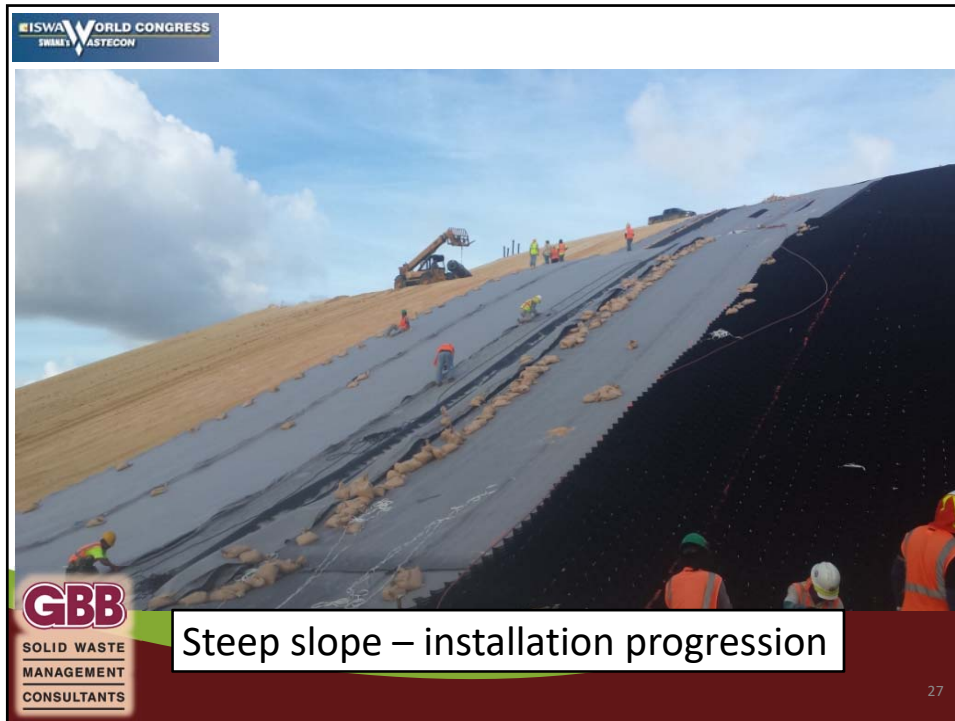 ISWA WORLD CONGRESS
SWANA's WASTECON
GBB
SOLID WASTE
MANAGEMENT
CONSULTANTS
Steep slope – installation progression
27